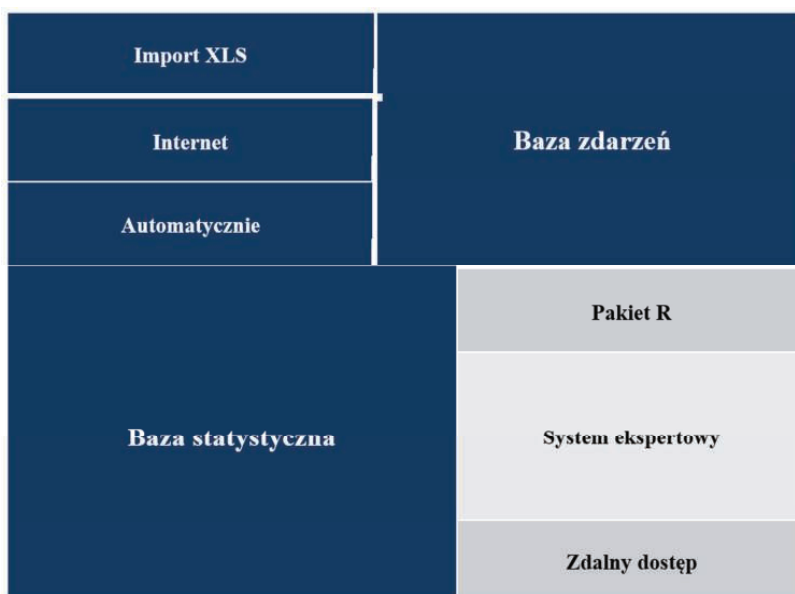 Import XLS
Internet
Automatycznie
Baza zdarzeń
Baza statystyczna
Pakiet R
System ekspertowy
Zdalny dostęp